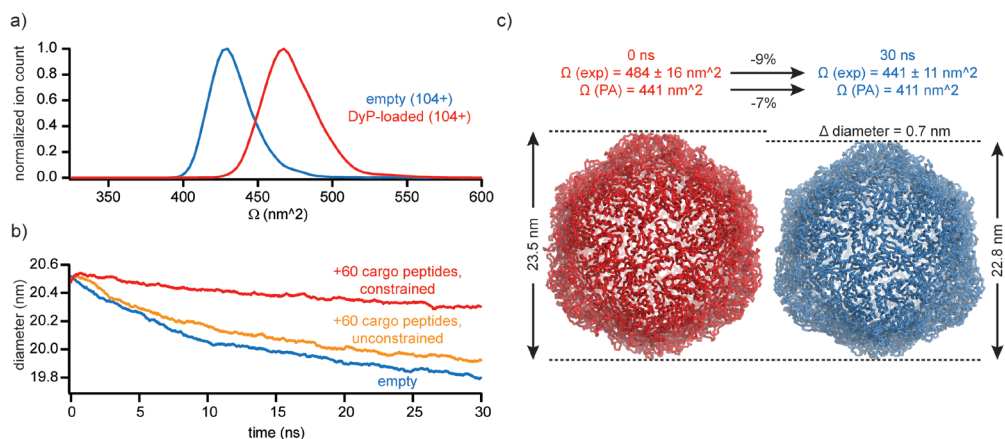 a)
normalized ion count
1.0
0.8
0.6
0.4
0.2
0.0
empty (104+)
DyP-loaded (104+)
350
400
450
500
550
600
Ω (nm^2)
b)
diameter (nm)
20.6
20.4
20.2
20.0
19.8
+60 cargo peptides,
constrained
+60 cargo peptides,
unconstrained
empty
0
5
10
15
20
25
30
time (ns)
c)
0 ns
Ω (exp) = 484 ± 16 nm^2
Ω (PA) = 441 nm^2
-9%
-7%
30 ns
Ω (exp) = 441 ± 11 nm^2
Ω (PA) = 411 nm^2
Δ diameter = 0.7 nm
23.5 nm
22.8 nm